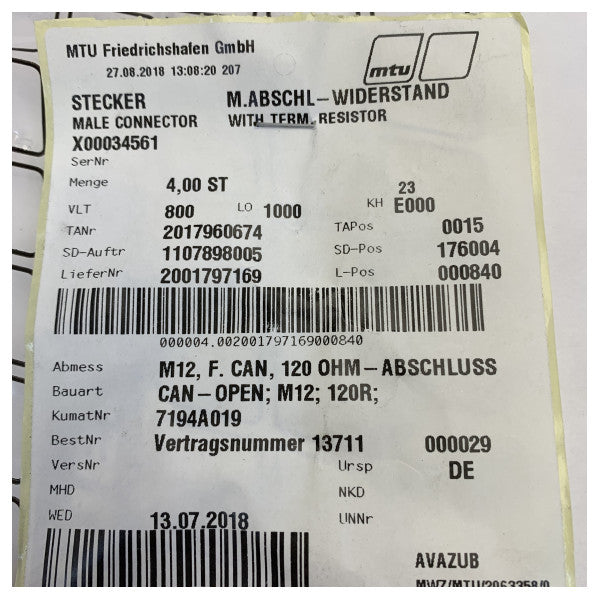 MTU Friedrichshafen GmbH
27.08.2018 13:08:20 207
mtu
STECKER M.ABSCHL-WIDERSTAND
MALE CONNECTOR WITH TERM. RESISTOR
X00034561
SerNr
Menge 4,00 ST 23
VLT 800 LO 1000 KH E000
TANr 2017960674 TAPos 0015
SD-Auftr 1107898005 SD-Pos 176004
LieferNr 2001797169 L-Pos 000840
000004.002001797169000840
Abmess M12, F. CAN, 120 OHM-ABSCHLUSS
Bauart CAN-OPEN; M12; 120R;
KumatNr 7194A019
BestNr Vertragsnummer 13711 000029
VersNr Ursp DE
MHD NKD
WED 13.07.2018 UNNr
AVAZUB
MWZ/MTU/2063358/0